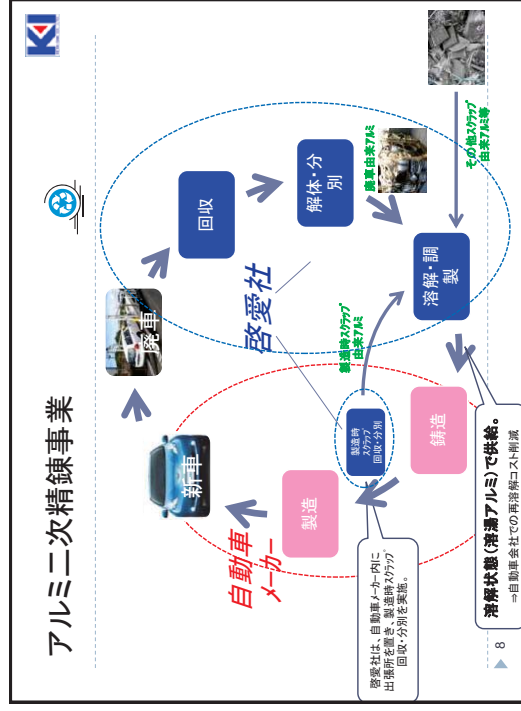 アルミ二次精錬事業
KAI
廃車
回収
解体・分
別
廃車由来アルミ
その他スクラップ
由来アルミ等
溶解・調
製
啓愛社
製造時スクラップ
由来アルミ
新車
自動車
メーカー
製造
製造時
スクラップ
回収・分別
鋳造
啓愛社は、自動車メーカー内に
出張所を置き、製造時スクラップ
回収・分別を実施。
溶解状態(溶湯アルミ)で供給。
⇒自動車会社での再溶解コスト削減
8